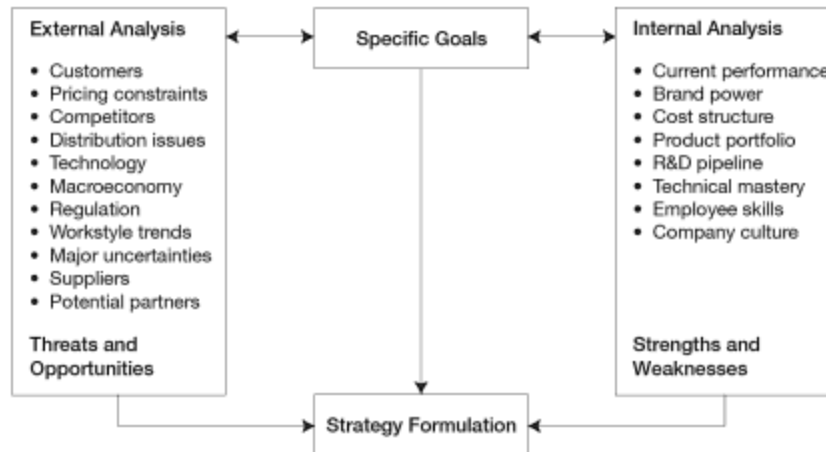 External Analysis
• Customers
• Pricing constraints
• Competitors
• Distribution issues
• Technology
• Macroeconomy
• Regulation
• Workstyle trends
• Major uncertainties
• Suppliers
• Potential partners
Threats and
Opportunities
Specific Goals
Internal Analysis
• Current performance
• Brand power
• Cost structure
• Product portfolio
• R&D pipeline
• Technical mastery
• Employee skills
• Company culture
Strengths and
Weaknesses
Strategy Formulation